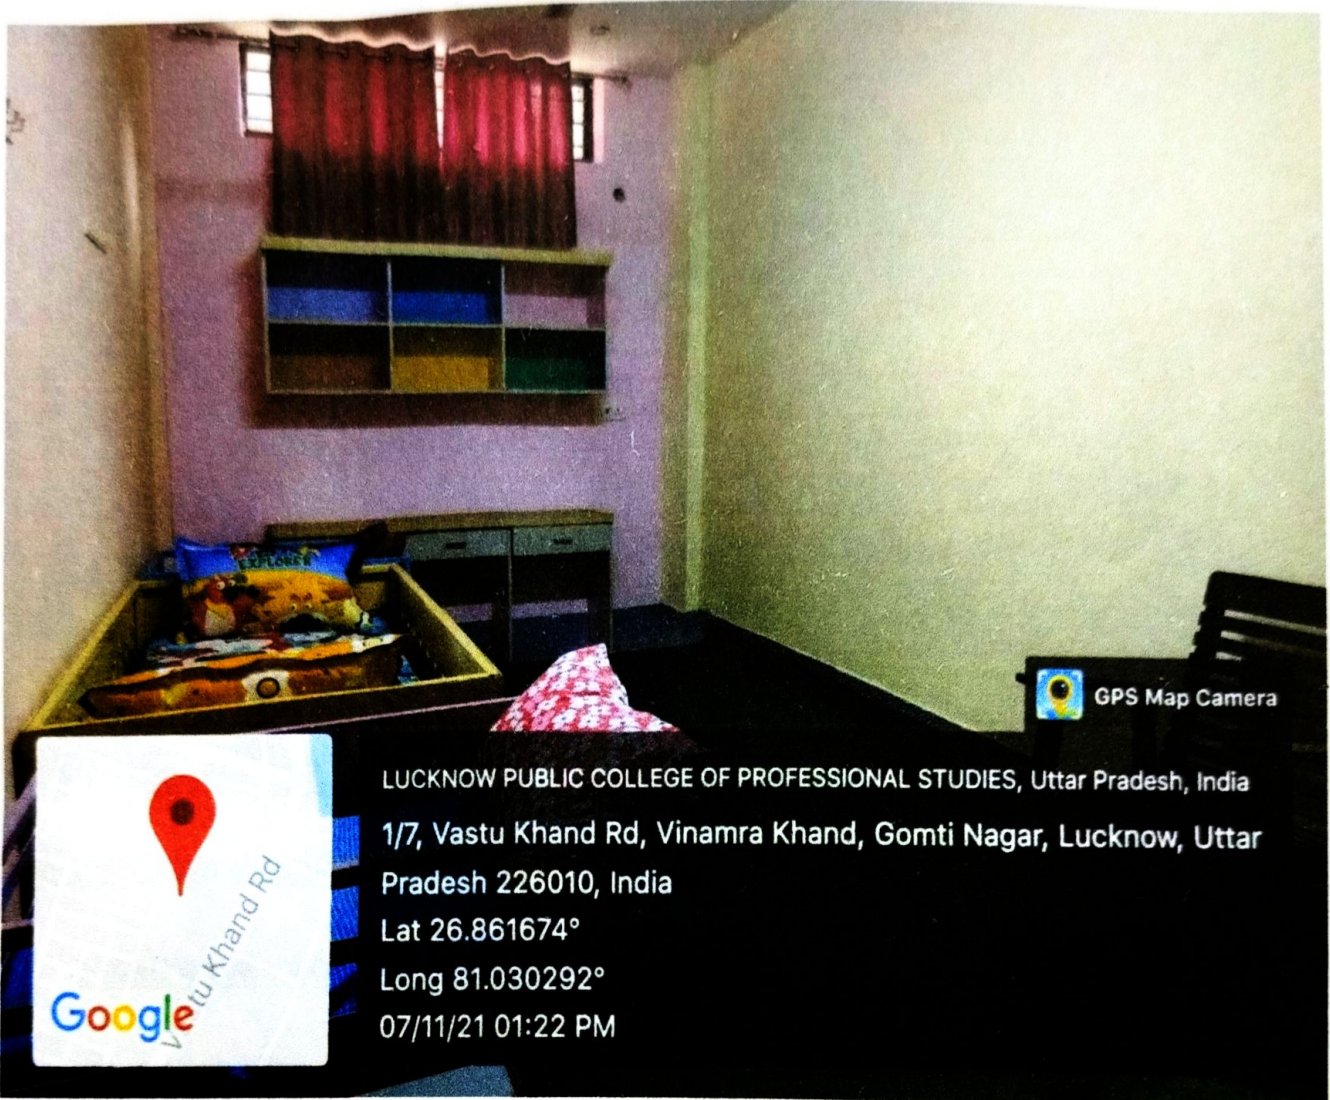 EXPLORER
GPS Map Camera
LUCKNOW PUBLIC COLLEGE OF PROFESSIONAL STUDIES, Uttar Pradesh, India
1/7, Vastu Khand Rd, Vinamra Khand, Gomti Nagar, Lucknow, Uttar
Pradesh 226010, India
Lat 26.861674°
Long 81.030292°
07/11/21 01:22 PM
tu Khand Rd
Google